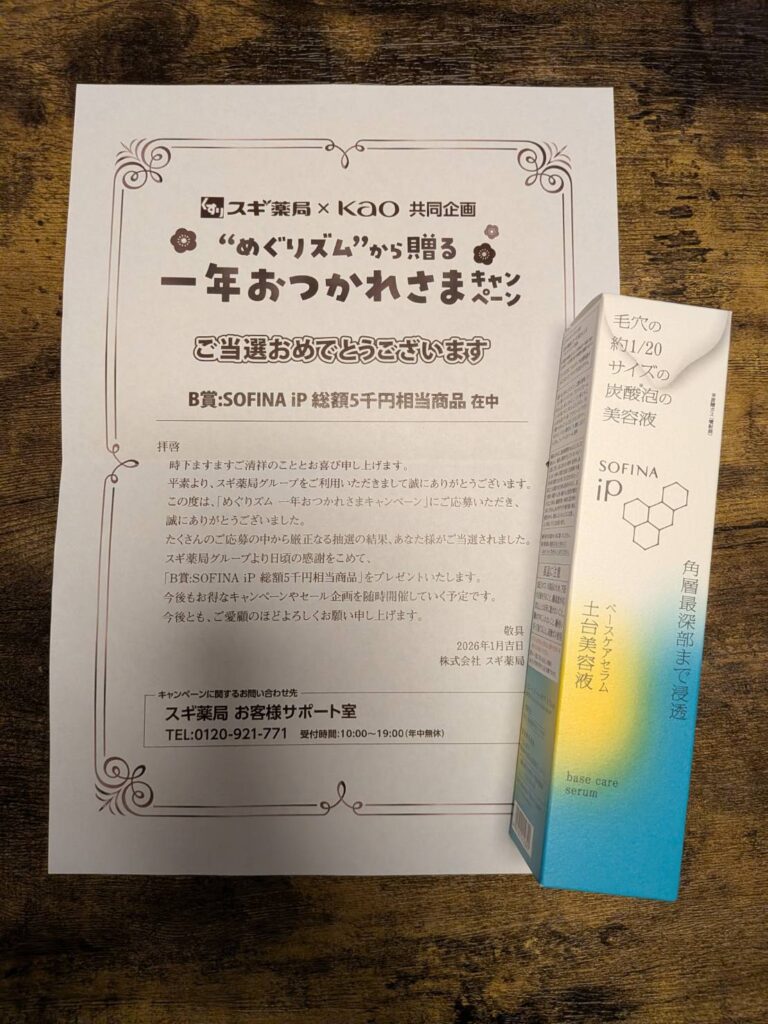 くすり スギ薬局×Kao 共同企画
“めぐりズム”から贈る
一年おつかれさまキャンペーン
ご当選おめでとうございます
B賞:SOFINA iP 総額5千円相当商品 在中
拝啓
時下ますますご清祥のこととお喜び申し上げます。
平素より、スギ薬局グループをご利用いただきまして誠にありがとうございます。
この度は、「めぐりズム 一年おつかれさまキャンペーン」にご応募いただき、
誠にありがとうございました。
たくさんのご応募の中から厳正なる抽選の結果、あなた様がご当選されました。
スギ薬局グループより日頃の感謝をこめて、
「B賞:SOFINA iP 総額5千円相当商品」をプレゼントいたします。
今後もお得なキャンペーンやセール企画を随時開催していく予定です。
今後とも、ご愛顧のほどよろしくお願い申し上げます。
敬具
2026年1月吉日
株式会社 スギ薬局
キャンペーンに関するお問い合わせ先
スギ薬局 お客様サポート室
TEL:0120-921-771 受付時間:10:00～19:00(年中無休)
毛穴の
約1/20
サイズの
炭酸泡の
美容液
SOFINA
iP
角層最深部まで浸透
ベースケアセラム
土台美容液
base care
serum